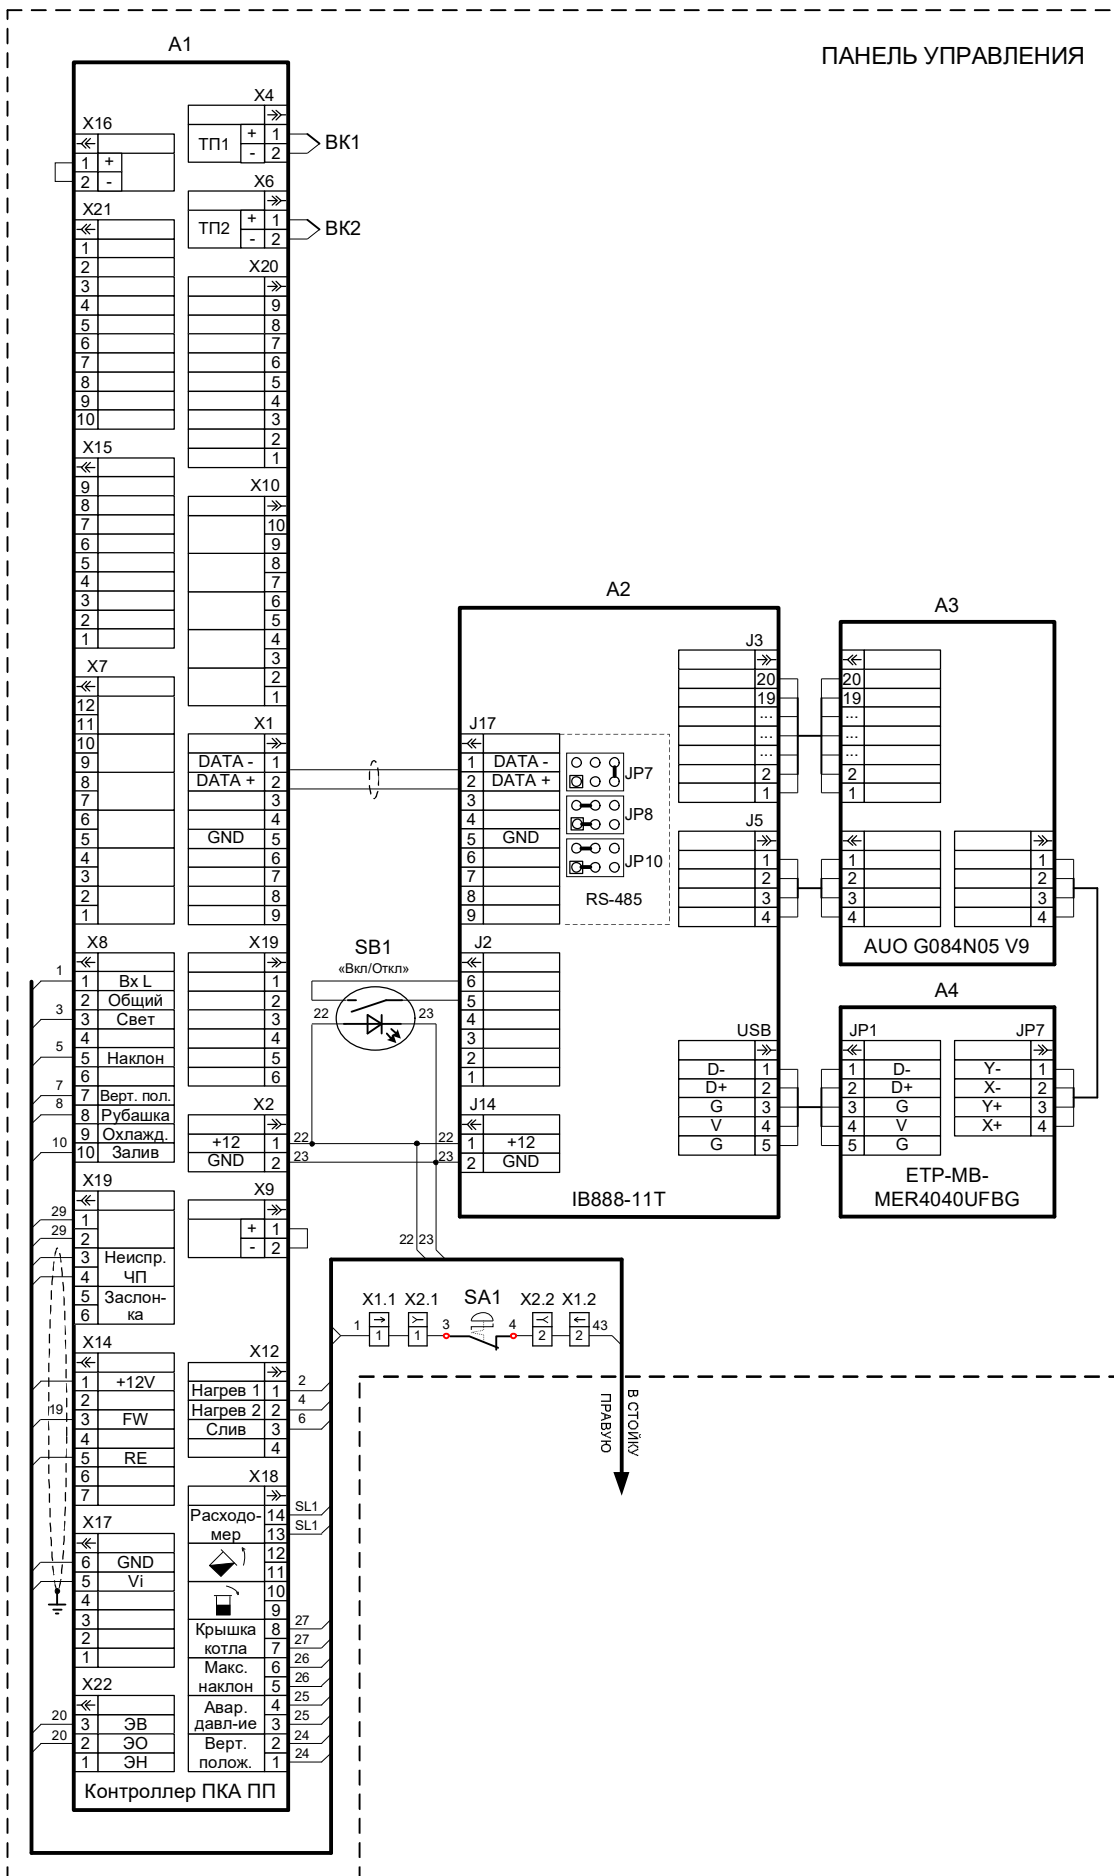 ПАНЕЛЬ УПРАВЛЕНИЯ
A1
X16
1 +
2 -
X21
1
2
3
4
5
6
7
8
9
10
X15
9
8
7
6
5
4
3
2
1
X7
12
11
10
9
8
7
6
5
4
3
2
1
X8
1 1 Вх L
2 Общий
3 3 Свет
4
5 5 Наклон
6
7 7 Верт. пол.
8 8 Рубашка
9 Охлажд.
10 10 Залив
X19
29 1
29 2
3 Неиспр.
4 ЧП
5 Заслон-
6 ка
X14
1 +12V
2
19 3 FW
4
5 RE
6
7
X17
6 GND
5 Vi
4
3
2
1
X22
20 3 ЭВ
20 2 ЭО
1 ЭН
X4
ТП1 + 1
- 2
ВК1
X6
ТП2 + 1
- 2
ВК2
X20
9
8
7
6
5
4
3
2
1
X10
10
9
8
7
6
5
4
3
2
1
X1
DATA - 1
DATA + 2
3
4
GND 5
6
7
8
9
X19
1
2
3
4
5
6
X2
+12 1 22
GND 2 23
X9
+ 1
- 2
X12
Нагрев 1 1 2
Нагрев 2 2 4
Слив 3 6
4
X18
Расходо- 14 SL1
мер 13 SL1
12
11
10
9
Крышка 8 27
котла 7 27
Макс. 6 26
наклон 5 26
Авар. 4 25
давл-ие 3 25
Верт. 2 24
полож. 1 24
Контроллер ПКА ПП
SB1
«Вкл/Откл»
22 23
22 23
A2
J17
1 DATA -
2 DATA +
3
4
5 GND
6
7
8
9
JP7
JP8
JP10
RS-485
J2
6
5
4
3
2
1
J14
22 1 +12
23 2 GND
J3
20
19
...
...
...
2
1
J5
1
2
3
4
USB
D- 1
D+ 2
G 3
V 4
G 5
IB888-11T
A3
20
19
...
...
...
2
1
1 1
2 2
3 3
4 4
AUO G084N05 V9
A4
JP1 JP7
1 D- Y- 1
2 D+ X- 2
3 G Y+ 3
4 V X+ 4
5 G
ETP-MB-
MER4040UFBG
X1.1 X2.1 SA1 X2.2 X1.2
1 1 1 3 4 2 2 43
В СТОЙКУ
ПРАВУЮ